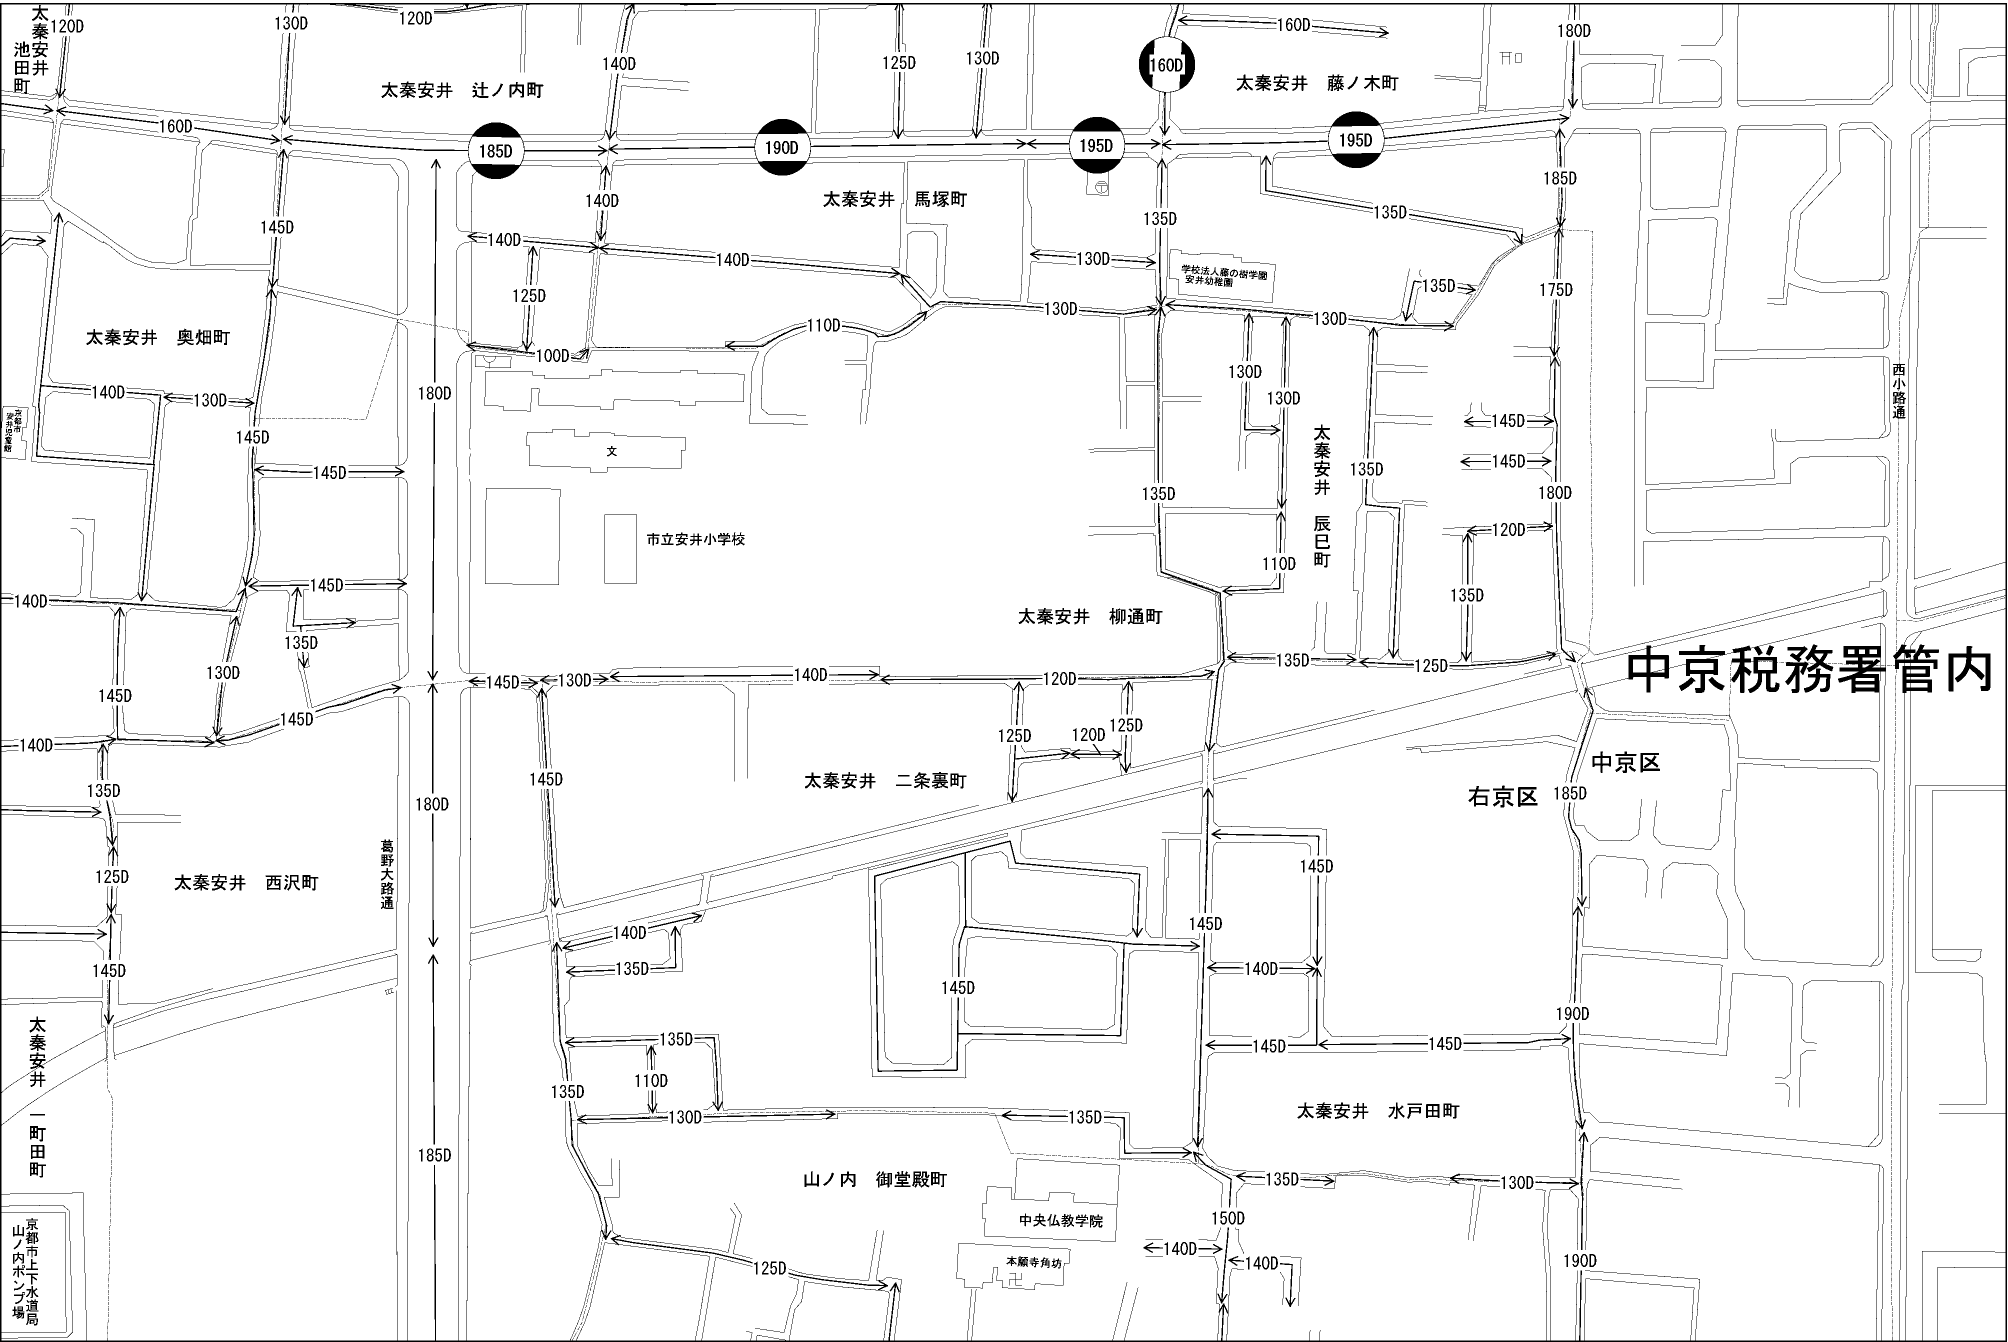 太秦安井 池田町
120D
130D
120D
160D
180D
140D
125D
130D
160D
太秦安井 辻ノ内町
太秦安井 藤ノ木町
160D
185D
190D
195D
195D
145D
140D
太秦安井 馬塚町
135D
135D
185D
140D
140D
130D
学校法人藤の樹学園
安井幼稚園
125D
135D
175D
太秦安井 奥畑町
110D
130D
130D
100D
140D
130D
180D
130D
130D
西小路通
京都市
安井児童館
145D
145D
文
太秦安井 辰巳町
135D
145D
145D
135D
180D
市立安井小学校
120D
110D
140D
145D
135D
135D
太秦安井 柳通町
130D
145D
145D
130D
140D
120D
135D
125D
中京税務署管内
145D
145D
140D
125D
120D
125D
135D
145D
太秦安井 二条裏町
中京区
右京区
185D
180D
125D
太秦安井 西沢町
葛野大路通
145D
145D
140D
135D
145D
145D
140D
190D
太秦安井 一町田町
135D
145D
145D
110D
135D
130D
135D
太秦安井 水戸田町
185D
山ノ内 御堂殿町
135D
130D
中央仏教学院
150D
140D
140D
本願寺角坊
125D
190D
京都市上下水道局
山ノ内ポンプ場